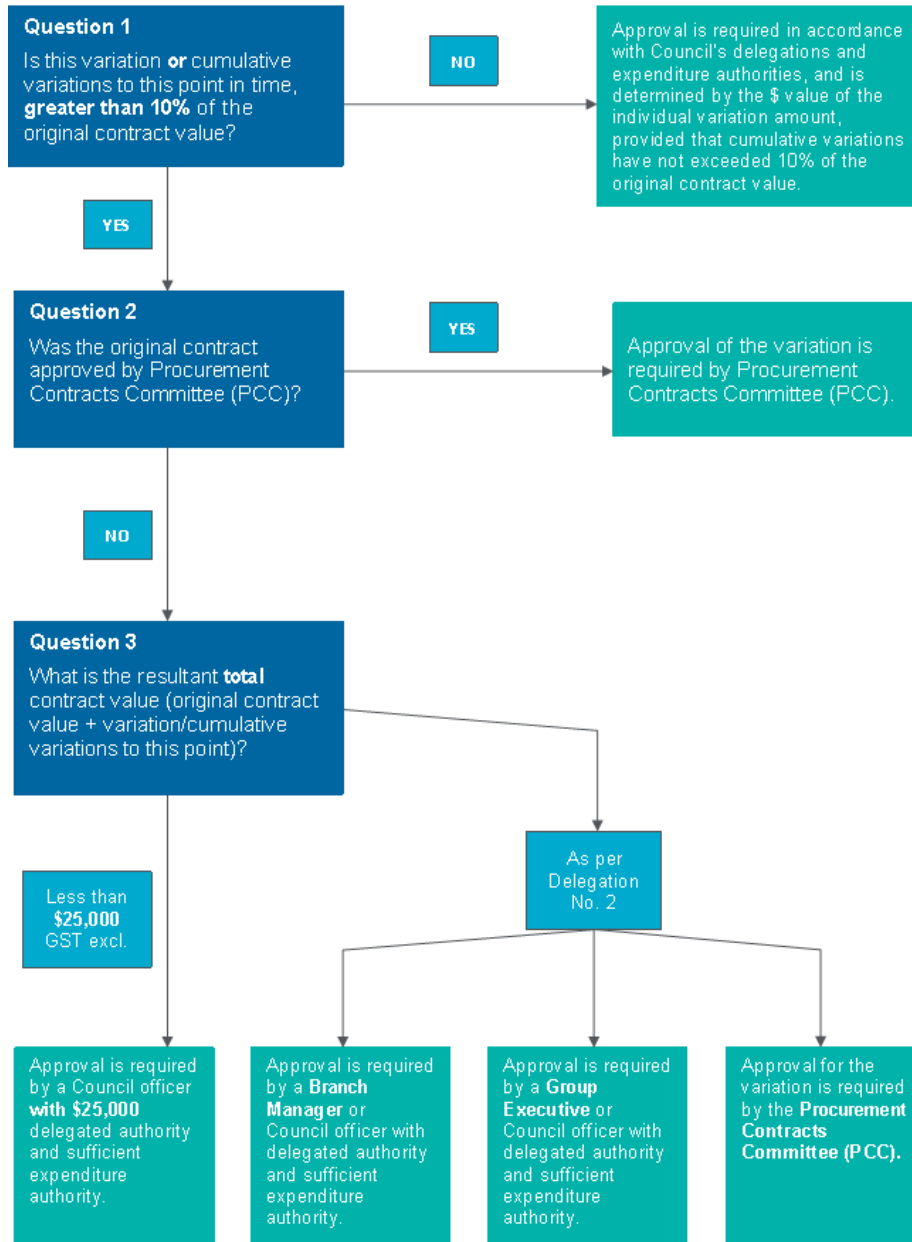 Question 1
Is this variation or cumulative
variations to this point in time,
greater than 10% of the
original contract value?
NO
Approval is required in accordance
with Council's delegations and
expenditure authorities, and is
determined by the $ value of the
individual variation amount,
provided that cumulative variations
have not exceeded 10% of the
original contract value.
YES
Question 2
Was the original contract
approved by Procurement
Contracts Committee (PCC)?
YES
Approval of the variation is
required by Procurement
Contracts Committee (PCC).
NO
Question 3
What is the resultant total
contract value (original contract
value + variation/cumulative
variations to this point)?
Less than
$25,000
GST excl.
As per
Delegation
No. 2
Approval is required
by a Council officer
with $25,000
delegated authority
and sufficient
expenditure
authority.
Approval is required
by a Branch
Manager or
Council officer with
delegated authority
and sufficient
expenditure
authority.
Approval is required
by a Group
Executive or
Council officer with
delegated authority
and sufficient
expenditure
authority.
Approval for the
variation is required
by the Procurement
Contracts
Committee (PCC).